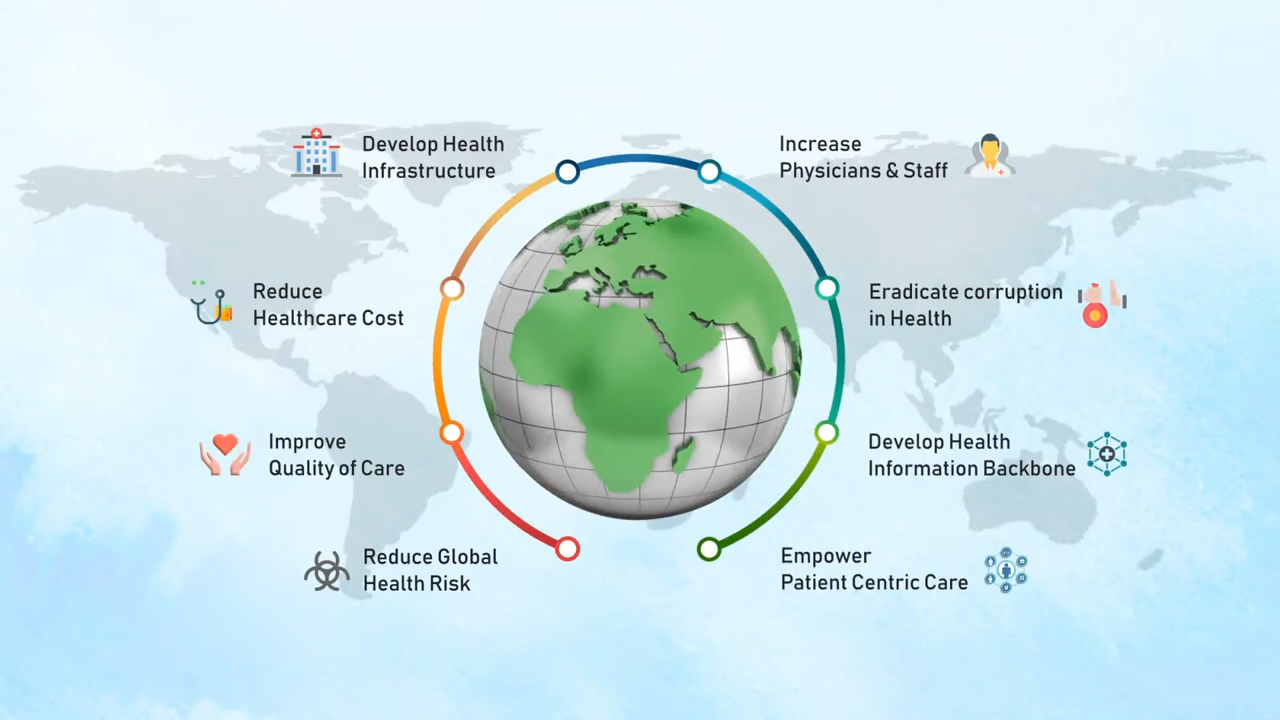 Develop Health
Infrastructure
Increase
Physicians & Staff
Reduce
Healthcare Cost
Eradicate corruption
in Health
Improve
Quality of Care
Develop Health
Information Backbone
Reduce Global
Health Risk
Empower
Patient Centric Care